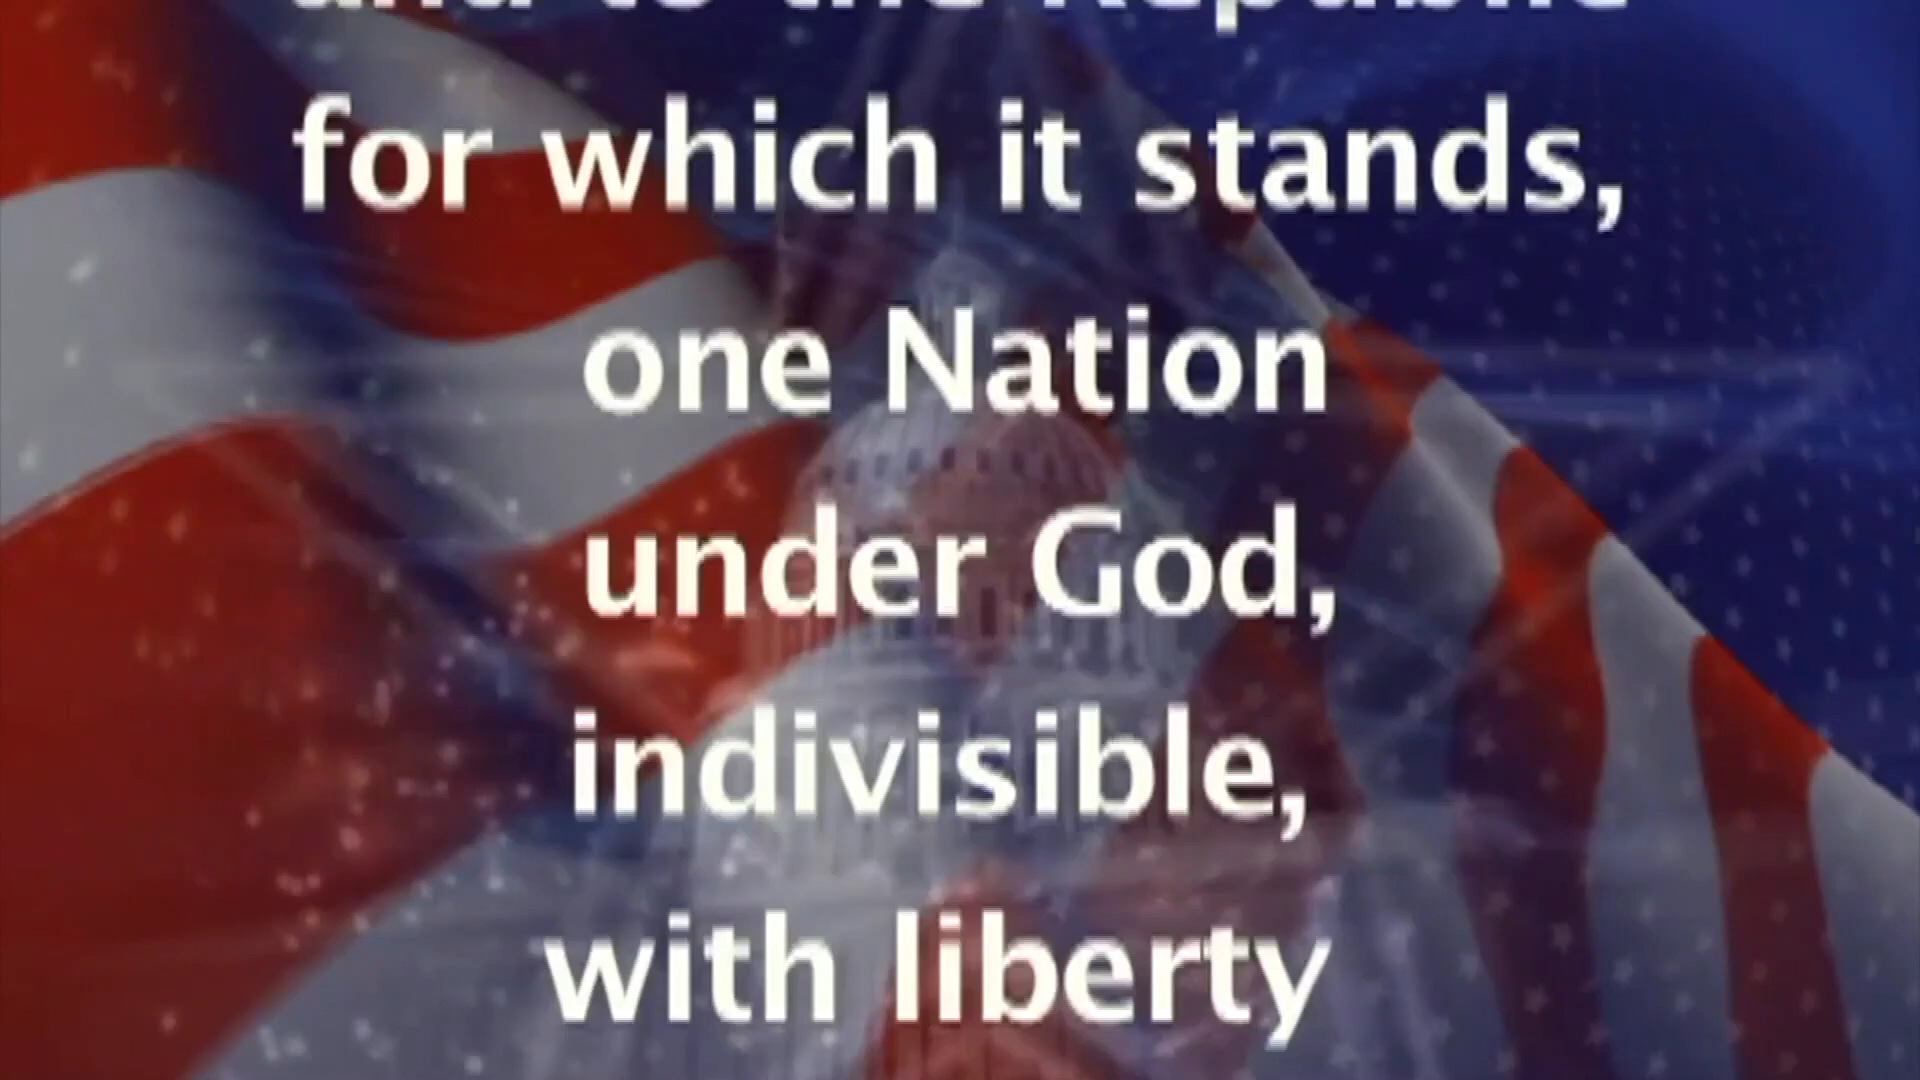 and to the Republic
for which it stands,
one Nation
under God,
indivisible,
with liberty